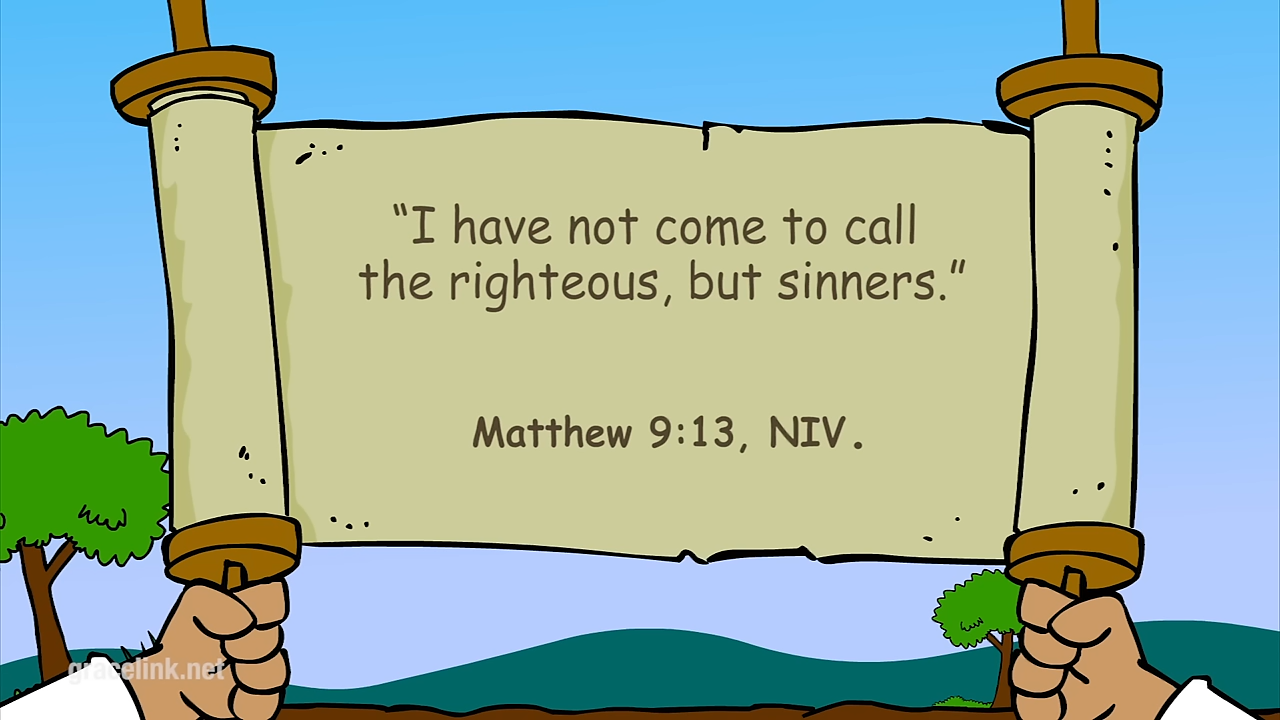 “I have not come to call
the righteous, but sinners.”
Matthew 9:13, NIV.
gracelink.net